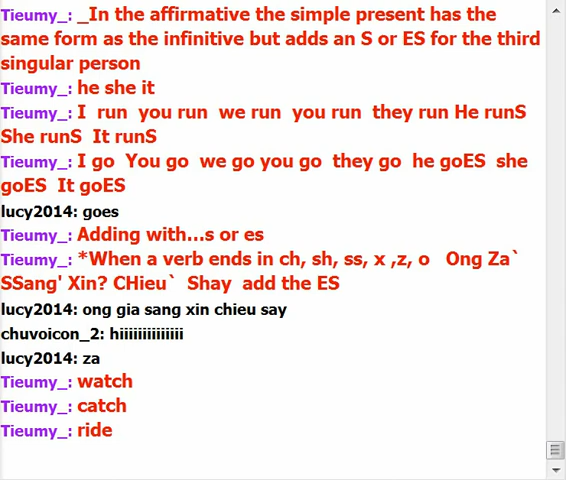 Tieumy_: _In the affirmative the simple present has the
same form as the infinitive but adds an S or ES for the third
singular person
Tieumy_: he she it
Tieumy_: I  run  you run  we run  you run  they run He runS
She runS  It runS
Tieumy_: I go  You go  we go you go  they go  he goES  she
goES  It goES
lucy2014: goes
Tieumy_: Adding with...s or es
Tieumy_: *When a verb ends in ch, sh, ss, x ,z, o   Ong Za`
SSang' Xin? CHieu`  Shay  add the ES
lucy2014: ong gia sang xin chieu say
chuvoicon_2: hiiiiiiiiiiiiii
lucy2014: za
Tieumy_: watch
Tieumy_: catch
Tieumy_: ride